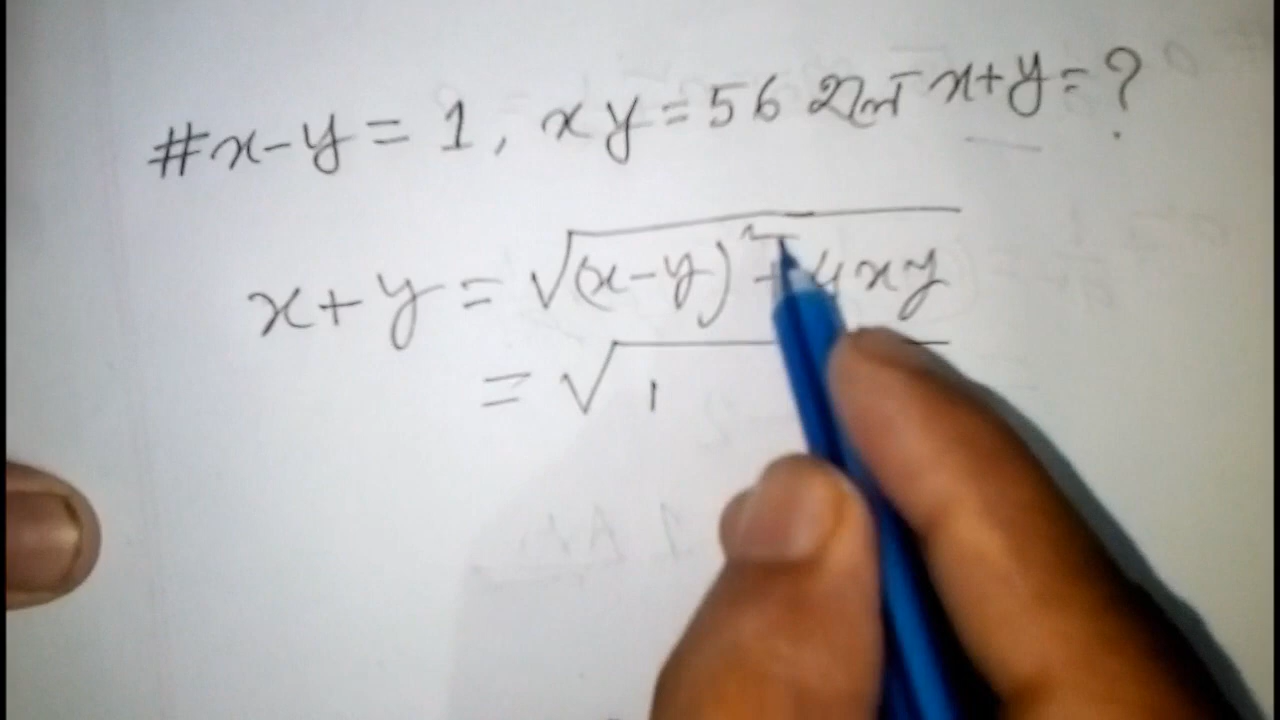 #x-y=1, xy=56 হলে x+y=?
x+y=√(x-y)²+4xy
=√1